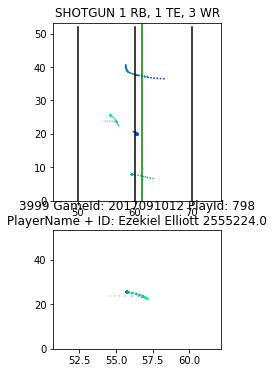 SHOTGUN 1 RB, 1 TE, 3 WR
50
40
30
20
10
0
50 60 70
3999 GameId: 2017091012 PlayId: 798
PlayerName + ID: Ezekiel Elliott 2555224.0
40
20
0
52.5 55.0 57.5 60.0